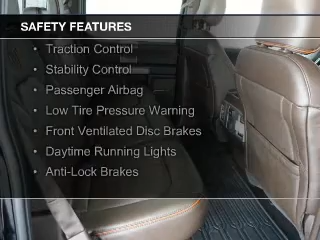 SAFETY FEATURES
• Traction Control
• Stability Control
• Passenger Airbag
• Low Tire Pressure Warning
• Front Ventilated Disc Brakes
• Daytime Running Lights
• Anti-Lock Brakes